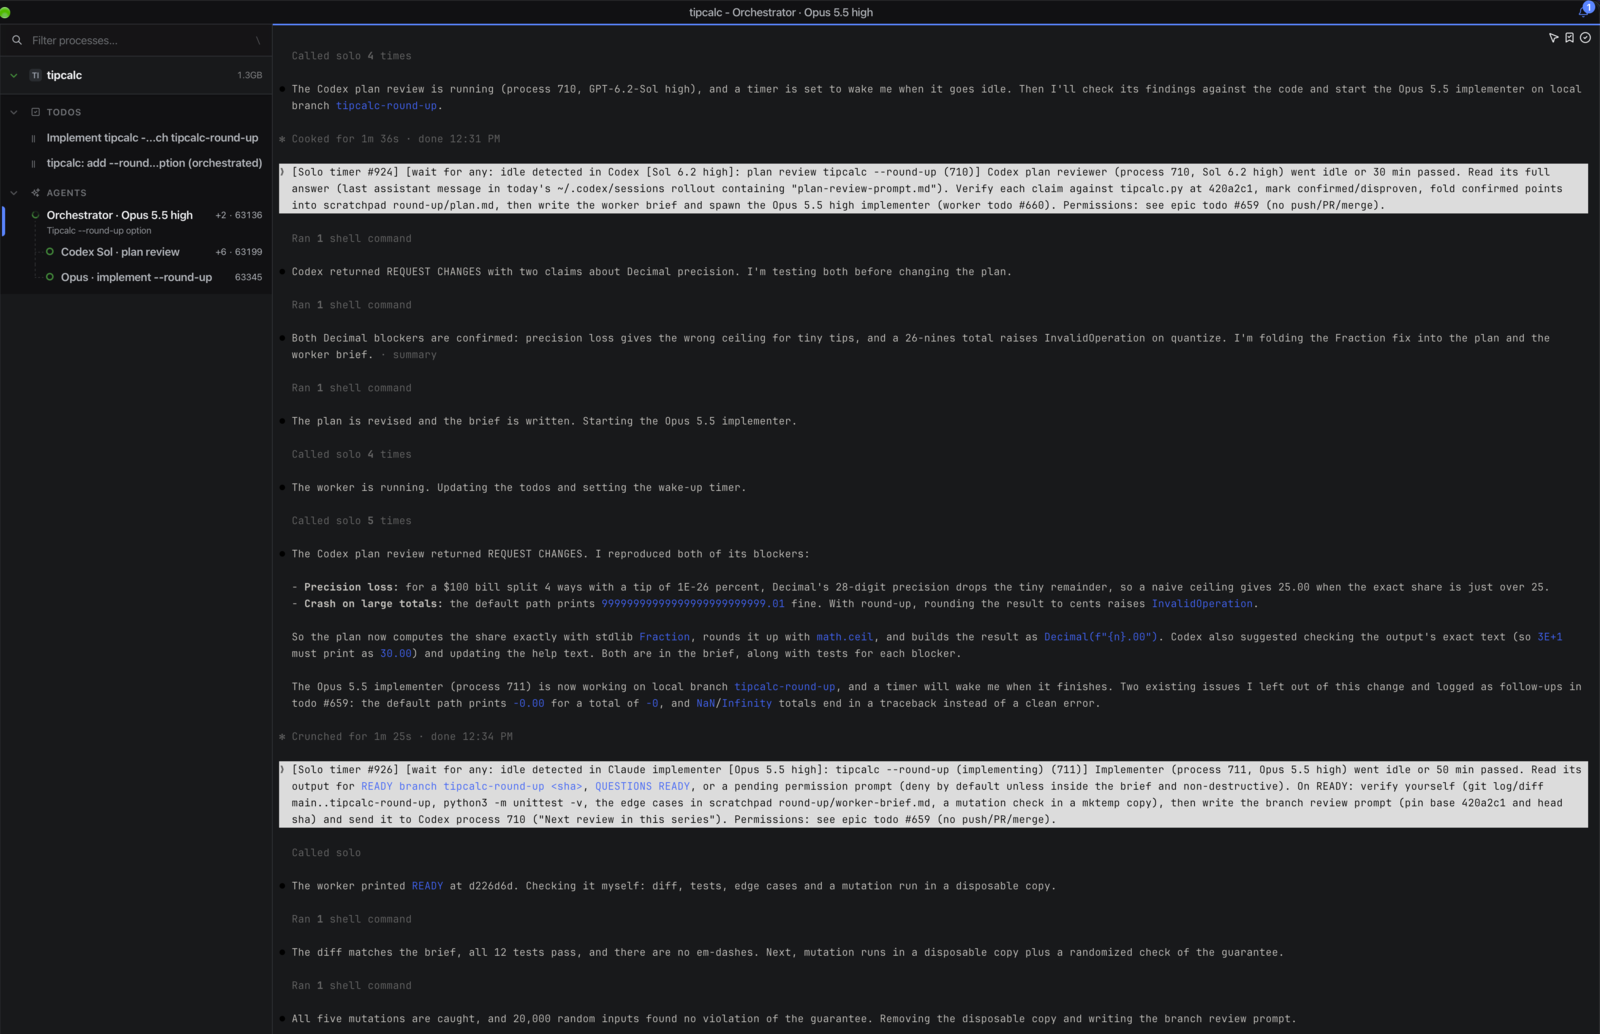 tipcalc - Orchestrator · Opus 5.5 high
1
Filter processes...
\
TI tipcalc 1.3GB
TODOS
Implement tipcalc -...ch tipcalc-round-up
tipcalc: add --round...ption (orchestrated)
AGENTS
Orchestrator · Opus 5.5 high +2 · 63136
Tipcalc --round-up option
Codex Sol · plan review +6 · 63199
Opus · implement --round-up 63345
Called solo 4 times
The Codex plan review is running (process 710, GPT-6.2-Sol high), and a timer is set to wake me when it goes idle. Then I'll check its findings against the code and start the Opus 5.5 implementer on local
branch tipcalc-round-up.
✻ Cooked for 1m 36s · done 12:31 PM
❯ [Solo timer #924] [wait for any: idle detected in Codex [Sol 6.2 high]: plan review tipcalc --round-up (710)] Codex plan reviewer (process 710, Sol 6.2 high) went idle or 30 min passed. Read its full
answer (last assistant message in today's ~/.codex/sessions rollout containing "plan-review-prompt.md"). Verify each claim against tipcalc.py at 420a2c1, mark confirmed/disproven, fold confirmed points
into scratchpad round-up/plan.md, then write the worker brief and spawn the Opus 5.5 high implementer (worker todo #660). Permissions: see epic todo #659 (no push/PR/merge).
Ran 1 shell command
Codex returned REQUEST CHANGES with two claims about Decimal precision. I'm testing both before changing the plan.
Ran 1 shell command
Both Decimal blockers are confirmed: precision loss gives the wrong ceiling for tiny tips, and a 26-nines total raises InvalidOperation on quantize. I'm folding the Fraction fix into the plan and the
worker brief. · summary
Ran 1 shell command
The plan is revised and the brief is written. Starting the Opus 5.5 implementer.
Called solo 4 times
The worker is running. Updating the todos and setting the wake-up timer.
Called solo 5 times
The Codex plan review returned REQUEST CHANGES. I reproduced both of its blockers:
- Precision loss: for a $100 bill split 4 ways with a tip of 1E-26 percent, Decimal's 28-digit precision drops the tiny remainder, so a naive ceiling gives 25.00 when the exact share is just over 25.
- Crash on large totals: the default path prints 99999999999999999999999999.01 fine. With round-up, rounding the result to cents raises InvalidOperation.
So the plan now computes the share exactly with stdlib Fraction, rounds it up with math.ceil, and builds the result as Decimal(f"{n}.00"). Codex also suggested checking the output's exact text (so 3E+1
must print as 30.00) and updating the help text. Both are in the brief, along with tests for each blocker.
The Opus 5.5 implementer (process 711) is now working on local branch tipcalc-round-up, and a timer will wake me when it finishes. Two existing issues I left out of this change and logged as follow-ups in
todo #659: the default path prints -0.00 for a total of -0, and NaN/Infinity totals end in a traceback instead of a clean error.
✻ Crunched for 1m 25s · done 12:34 PM
❯ [Solo timer #926] [wait for any: idle detected in Claude implementer [Opus 5.5 high]: tipcalc --round-up (implementing) (711)] Implementer (process 711, Opus 5.5 high) went idle or 50 min passed. Read its
output for READY branch tipcalc-round-up <sha>, QUESTIONS READY, or a pending permission prompt (deny by default unless inside the brief and non-destructive). On READY: verify yourself (git log/diff
main..tipcalc-round-up, python3 -m unittest -v, the edge cases in scratchpad round-up/worker-brief.md, a mutation check in a mktemp copy), then write the branch review prompt (pin base 420a2c1 and head
sha) and send it to Codex process 710 ("Next review in this series"). Permissions: see epic todo #659 (no push/PR/merge).
Called solo
The worker printed READY at d226d6d. Checking it myself: diff, tests, edge cases and a mutation run in a disposable copy.
Ran 1 shell command
The diff matches the brief, all 12 tests pass, and there are no em-dashes. Next, mutation runs in a disposable copy plus a randomized check of the guarantee.
Ran 1 shell command
All five mutations are caught, and 20,000 random inputs found no violation of the guarantee. Removing the disposable copy and writing the branch review prompt.